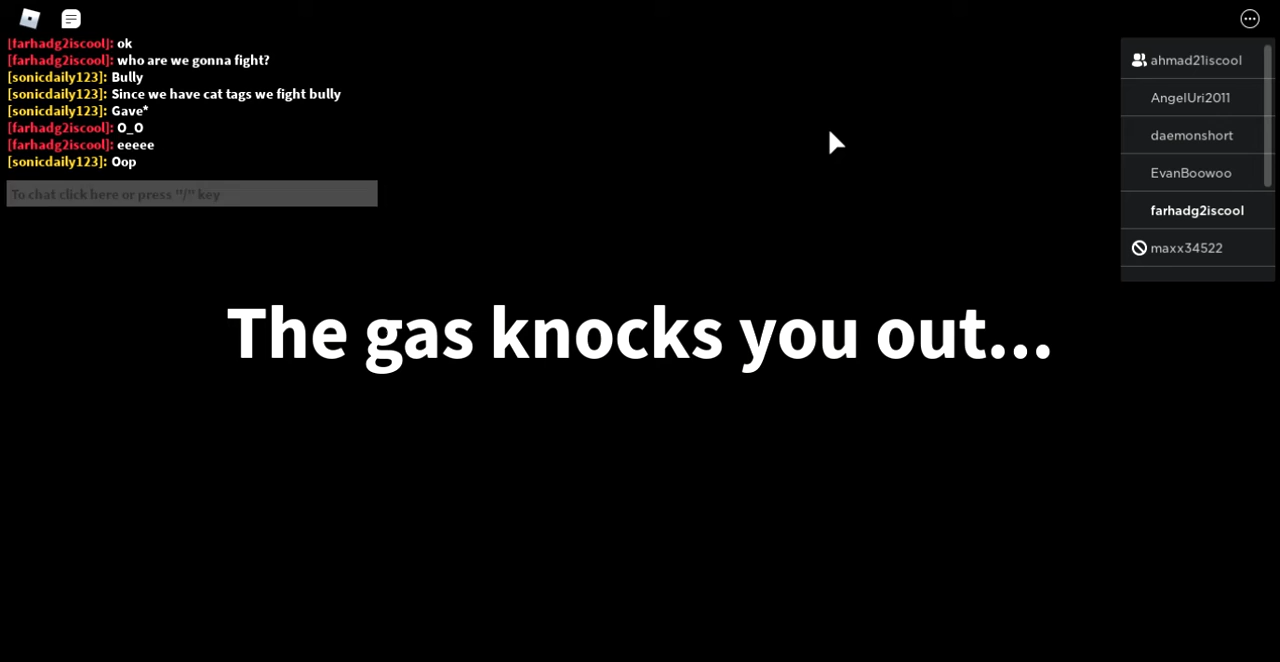 [farhadg2iscool]: ok
[farhadg2iscool]: who are we gonna fight?
[sonicdaily123]: Bully
[sonicdaily123]: Since we have cat tags we fight bully
[sonicdaily123]: Gave*
[farhadg2iscool]: O_O
[farhadg2iscool]: eeeee
[sonicdaily123]: Oop
To chat click here or press "/" key
ahmad21iscool
AngelUri2011
daemonshort
EvanBoowoo
farhadg2iscool
maxx34522
The gas knocks you out...